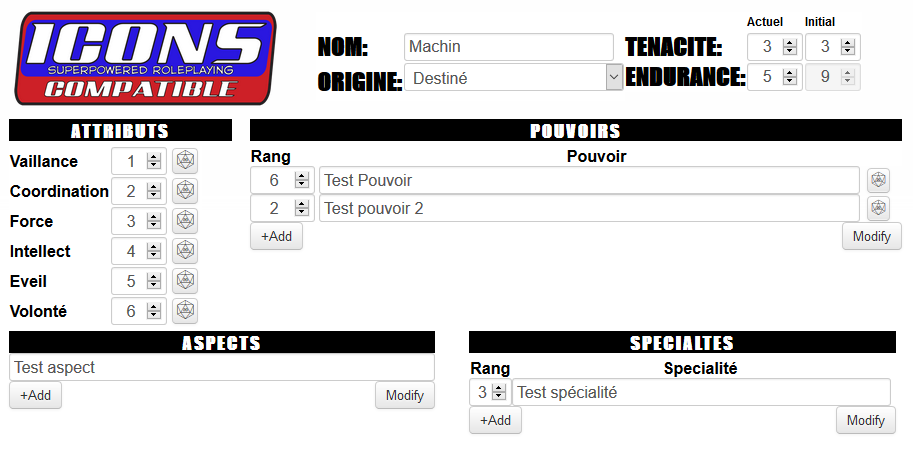 ICONS
SUPERPOWERED ROLEPLAYING
COMPATIBLE
Actuel Initial
NOM: Machin TENACITE: 3 3
ORIGINE: Destiné ENDURANCE: 5 9
ATTRIBUTS
Vaillance 1
Coordination 2
Force 3
Intellect 4
Eveil 5
Volonté 6
POUVOIRS
Rang Pouvoir
6 Test Pouvoir
2 Test pouvoir 2
+Add Modify
ASPECTS
Test aspect
+Add Modify
SPECIALTES
Rang Specialité
3 Test spécialité
+Add Modify